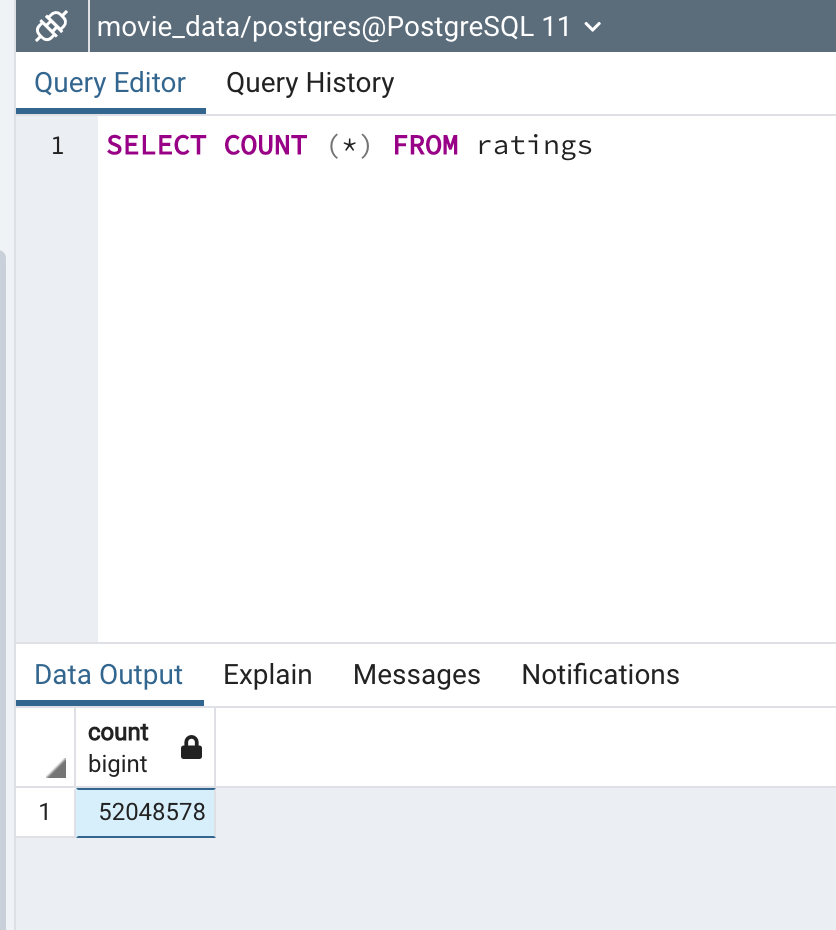 movie_data/postgres@PostgreSQL 11
Query Editor Query History
1 SELECT COUNT (*) FROM ratings
Data Output Explain Messages Notifications
count
bigint
1 52048578